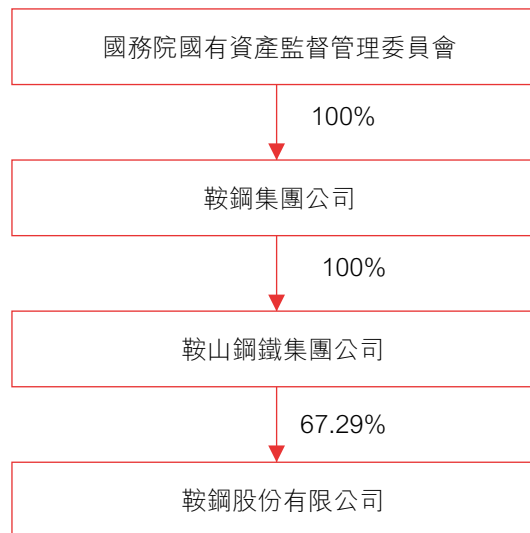 國務院國有資產監督管理委員會
100%
鞍鋼集團公司
100%
鞍山鋼鐵集團公司
67.29%
鞍鋼股份有限公司